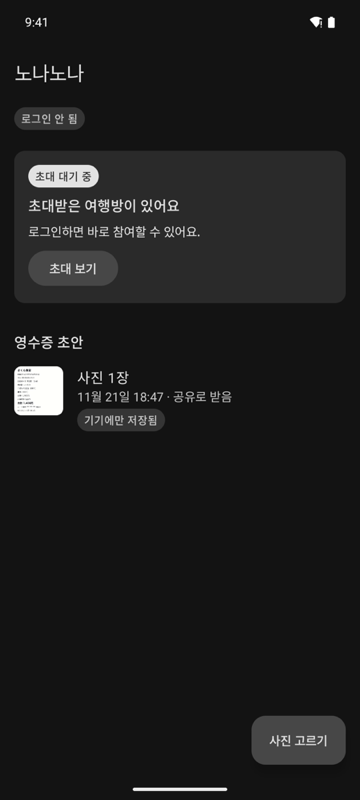 9:41
노나노나
로그인 안 됨
초대 대기 중
초대받은 여행방이 있어요
로그인하면 바로 참여할 수 있어요.
초대 보기
영수증 초안
사진 1장
11월 21일 18:47 · 공유로 받음
기기에만 저장됨
사진 고르기